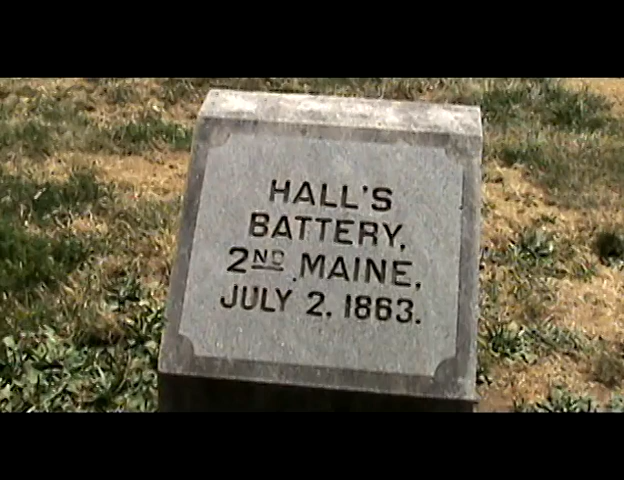 HALL'S
BATTERY,
2ND MAINE,
JULY 2, 1863.